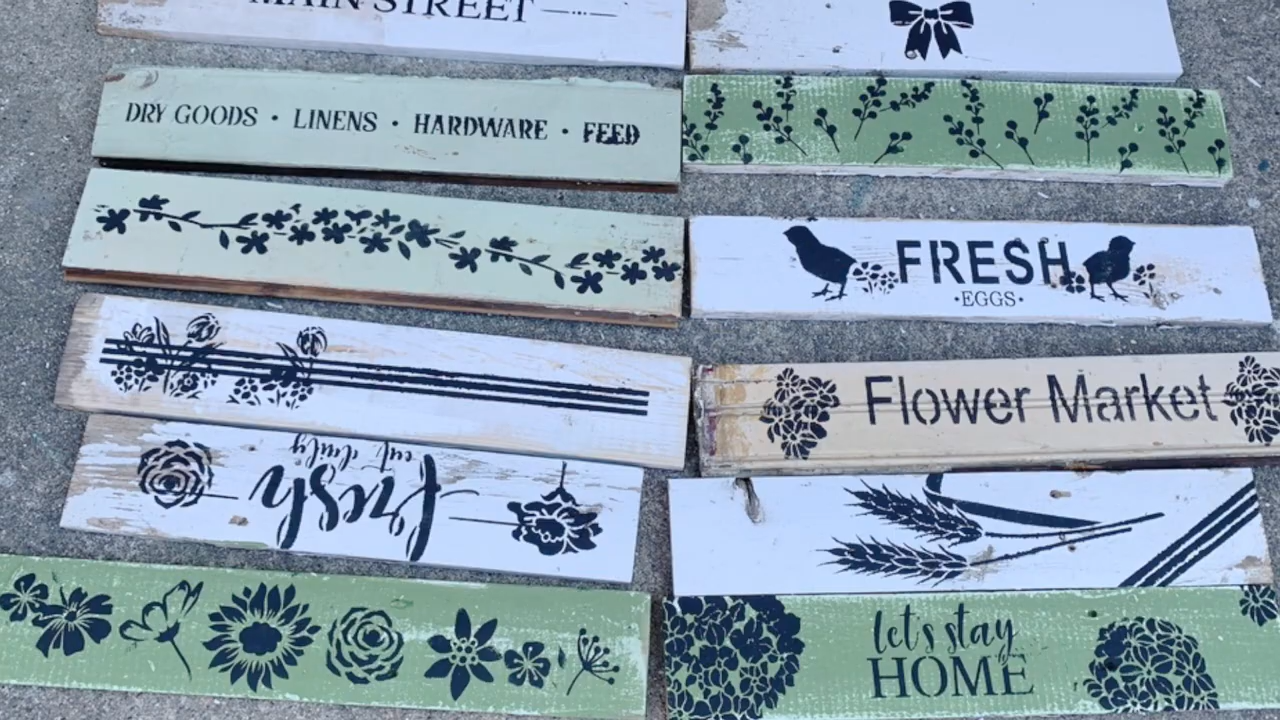 MAIN STREET
DRY GOODS • LINENS • HARDWARE • FEED
FRESH
•EGGS•
Flower Market
fresh
cut daily
let's stay
HOME